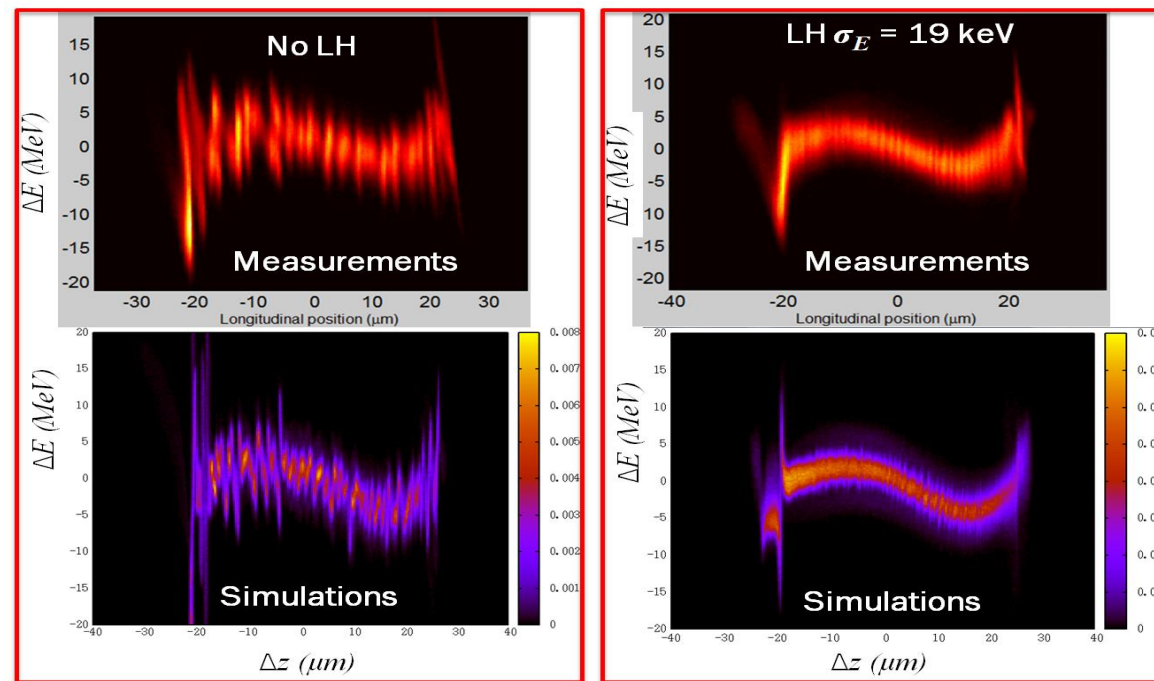 No LH
15
10
5
0
-5
-10
-15
-20
ΔE (MeV)
Measurements
-30 -20 -10 0 10 20 30
Longitudinal position (μm)
20
15
10
5
0
-5
-10
-15
-20
ΔE (MeV)
Simulations
-40 -30 -20 -10 0 10 20 30 40
Δz (μm)
0.008
0.007
0.006
0.005
0.004
0.003
0.002
0.001
0
LH σE = 19 keV
20
15
10
5
0
-5
-10
-15
-20
ΔE (MeV)
Measurements
-40 -20 0 20
Longitudinal position (μm)
20
15
10
5
0
-5
-10
-15
-20
ΔE (MeV)
Simulations
-40 -30 -20 -10 0 10 20 30 40
Δz (μm)
0